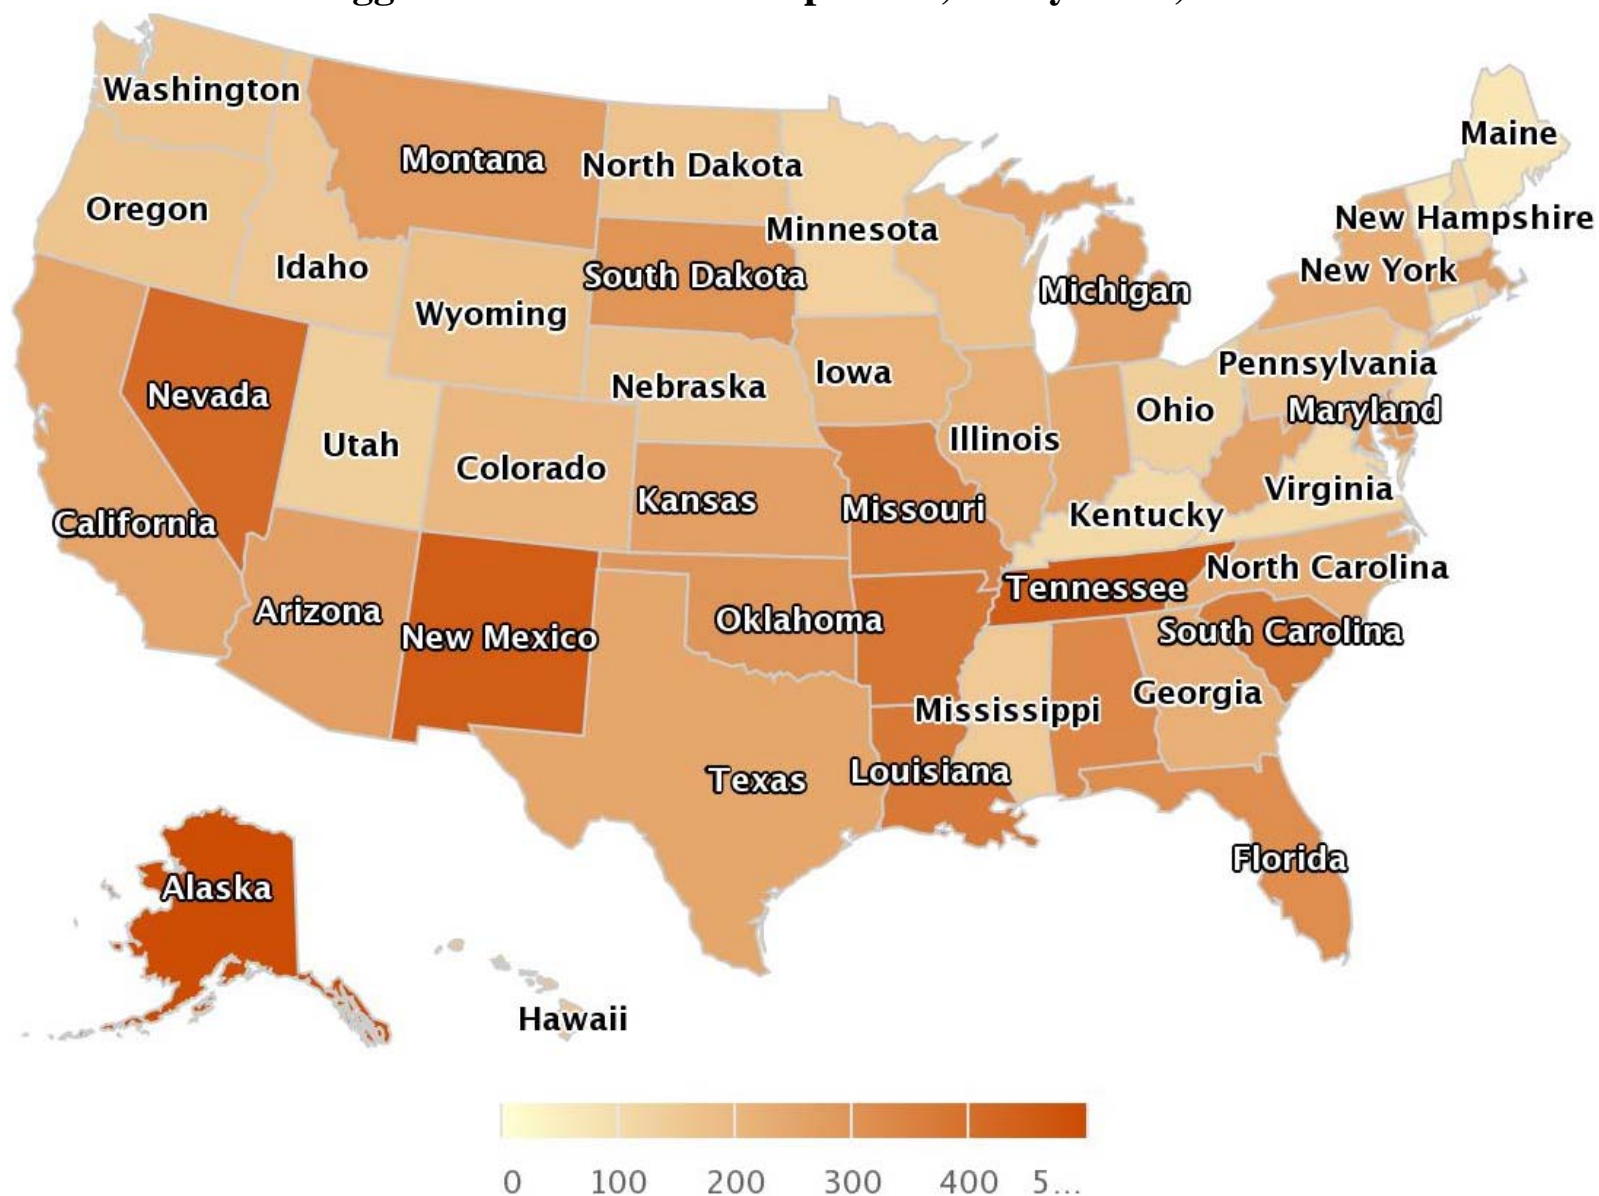 Washington
Maine
Montana
North Dakota
Oregon
New Hampshire
Minnesota
Idaho
South Dakota
New York
Michigan
Wyoming
Pennsylvania
Iowa
Nebraska
Nevada
Ohio
Maryland
Illinois
Utah
Colorado
Virginia
Kansas
Missouri
Kentucky
California
North Carolina
Tennessee
Arizona
Oklahoma
South Carolina
New Mexico
Georgia
Mississippi
Louisiana
Texas
Florida
Alaska
Hawaii
0 100 200 300 400 5...